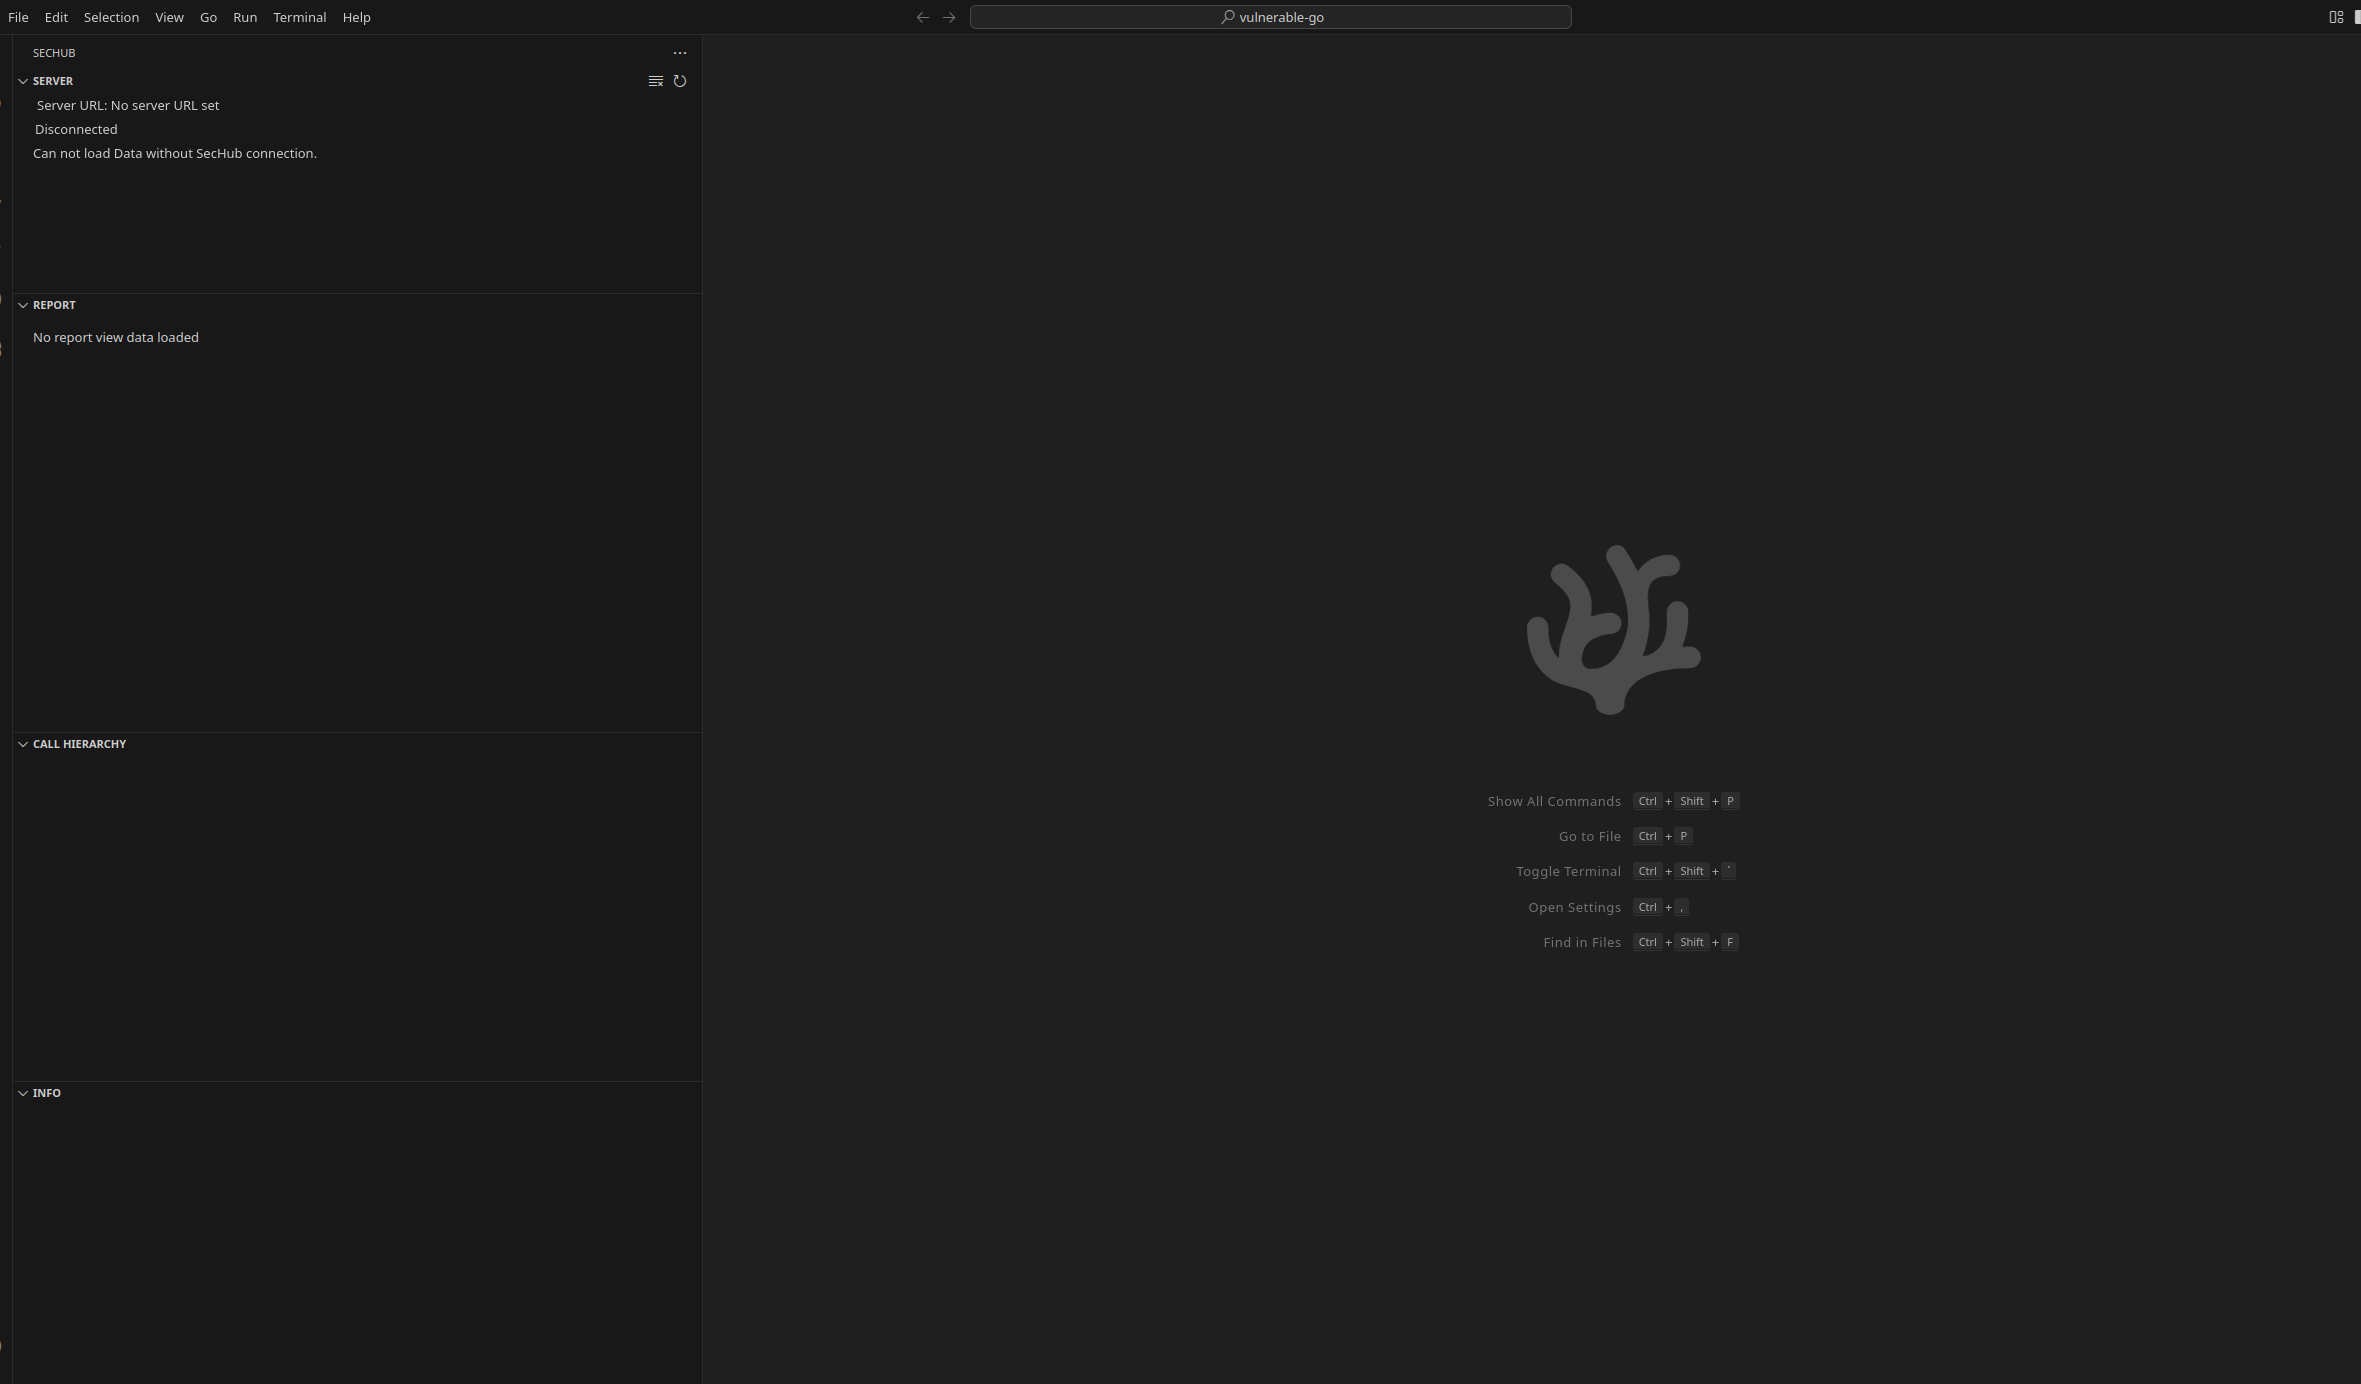 File Edit Selection View Go Run Terminal Help
vulnerable-go
SECHUB
SERVER
Server URL: No server URL set
Disconnected
Can not load Data without SecHub connection.
REPORT
No report view data loaded
CALL HIERARCHY
INFO
Show All Commands Ctrl + Shift + P
Go to File Ctrl + P
Toggle Terminal Ctrl + Shift + ´
Open Settings Ctrl + ,
Find in Files Ctrl + Shift + F